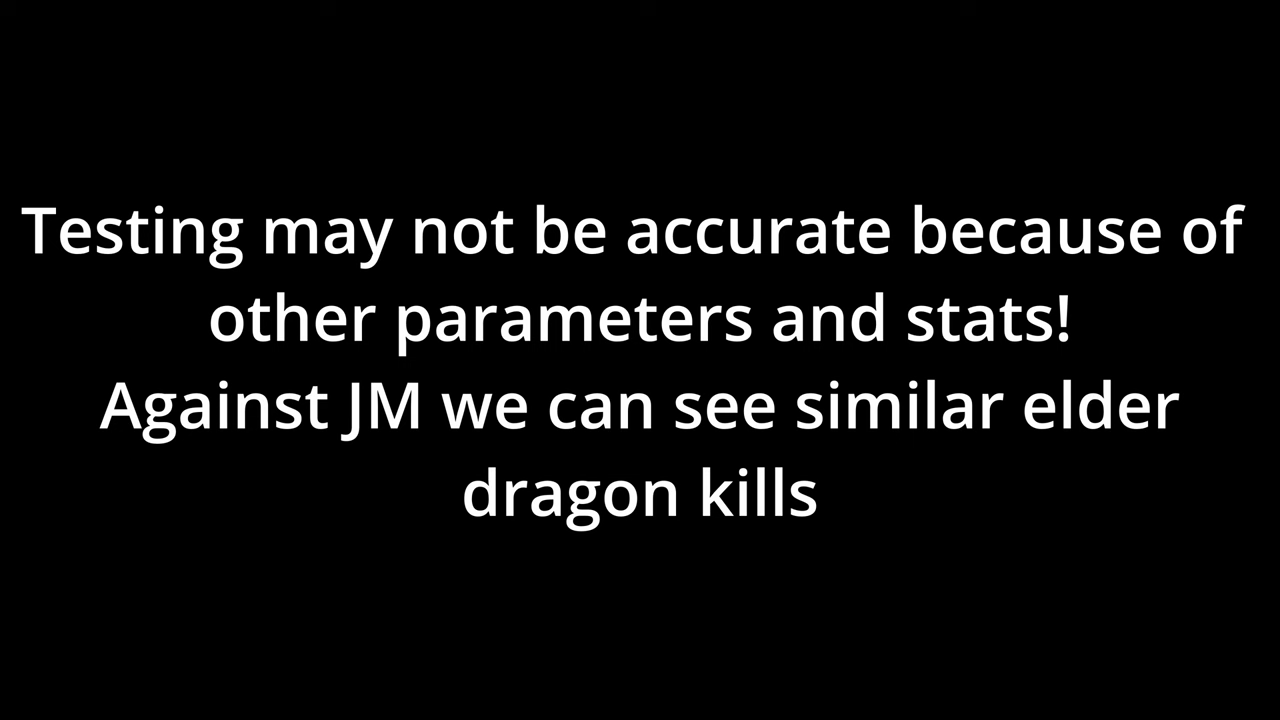 Testing may not be accurate because of
other parameters and stats!
Against JM we can see similar elder
dragon kills